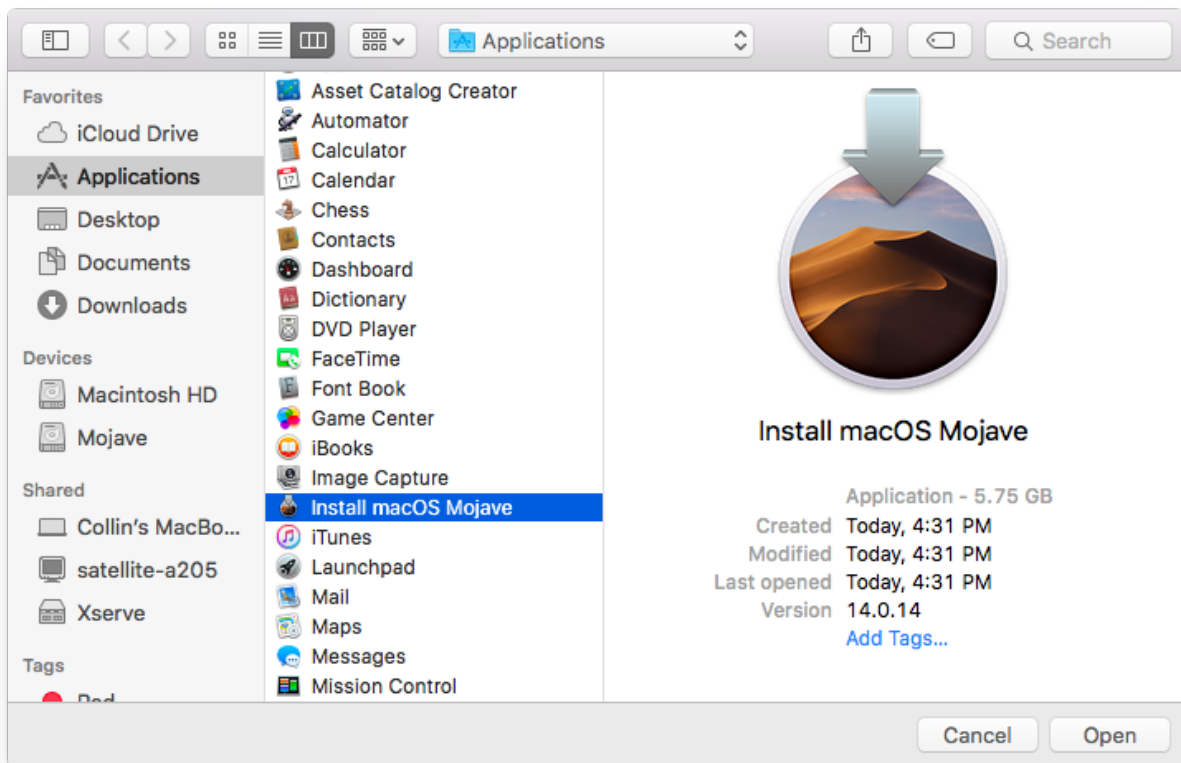 Applications
Search
Favorites
iCloud Drive
Applications
Desktop
Documents
Downloads
Devices
Macintosh HD
Mojave
Shared
Collin's MacBo...
satellite-a205
Xserve
Tags
Red
Asset Catalog Creator
Automator
Calculator
17
Calendar
Chess
Contacts
Dashboard
Dictionary
DVD Player
FaceTime
Font Book
Game Center
iBooks
Image Capture
Install macOS Mojave
iTunes
Launchpad
Mail
Maps
Messages
Mission Control
Install macOS Mojave
Application - 5.75 GB
Created Today, 4:31 PM
Modified Today, 4:31 PM
Last opened Today, 4:31 PM
Version 14.0.14
Add Tags...
Cancel
Open